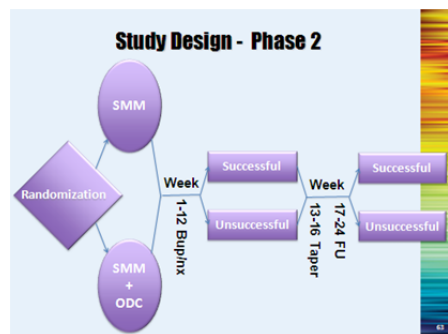 Study Design - Phase 2
SMM
Randomization
SMM
+
ODC
Week
1-12 Bup/nx
Successful
Unsuccessful
Week
13-16 Taper
17-24 FU
Successful
Unsuccessful